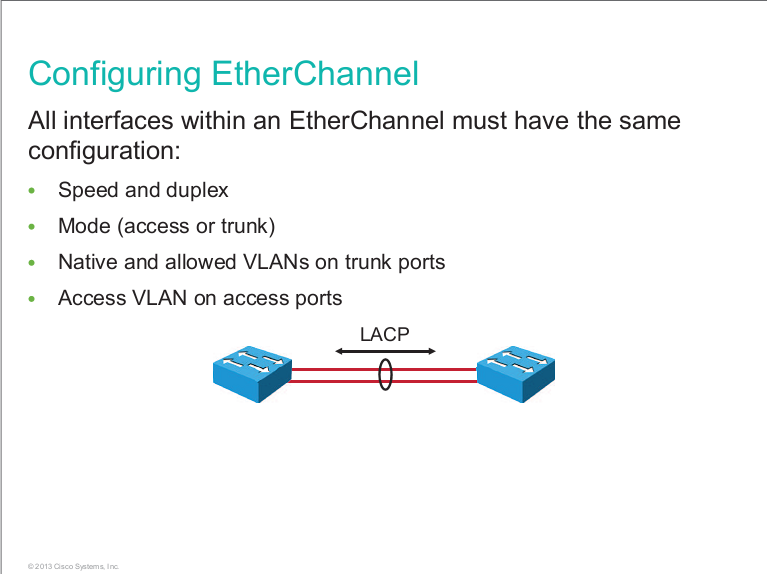 Configuring EtherChannel
All interfaces within an EtherChannel must have the same
configuration:
• Speed and duplex
• Mode (access or trunk)
• Native and allowed VLANs on trunk ports
• Access VLAN on access ports
LACP
© 2013 Cisco Systems, Inc.